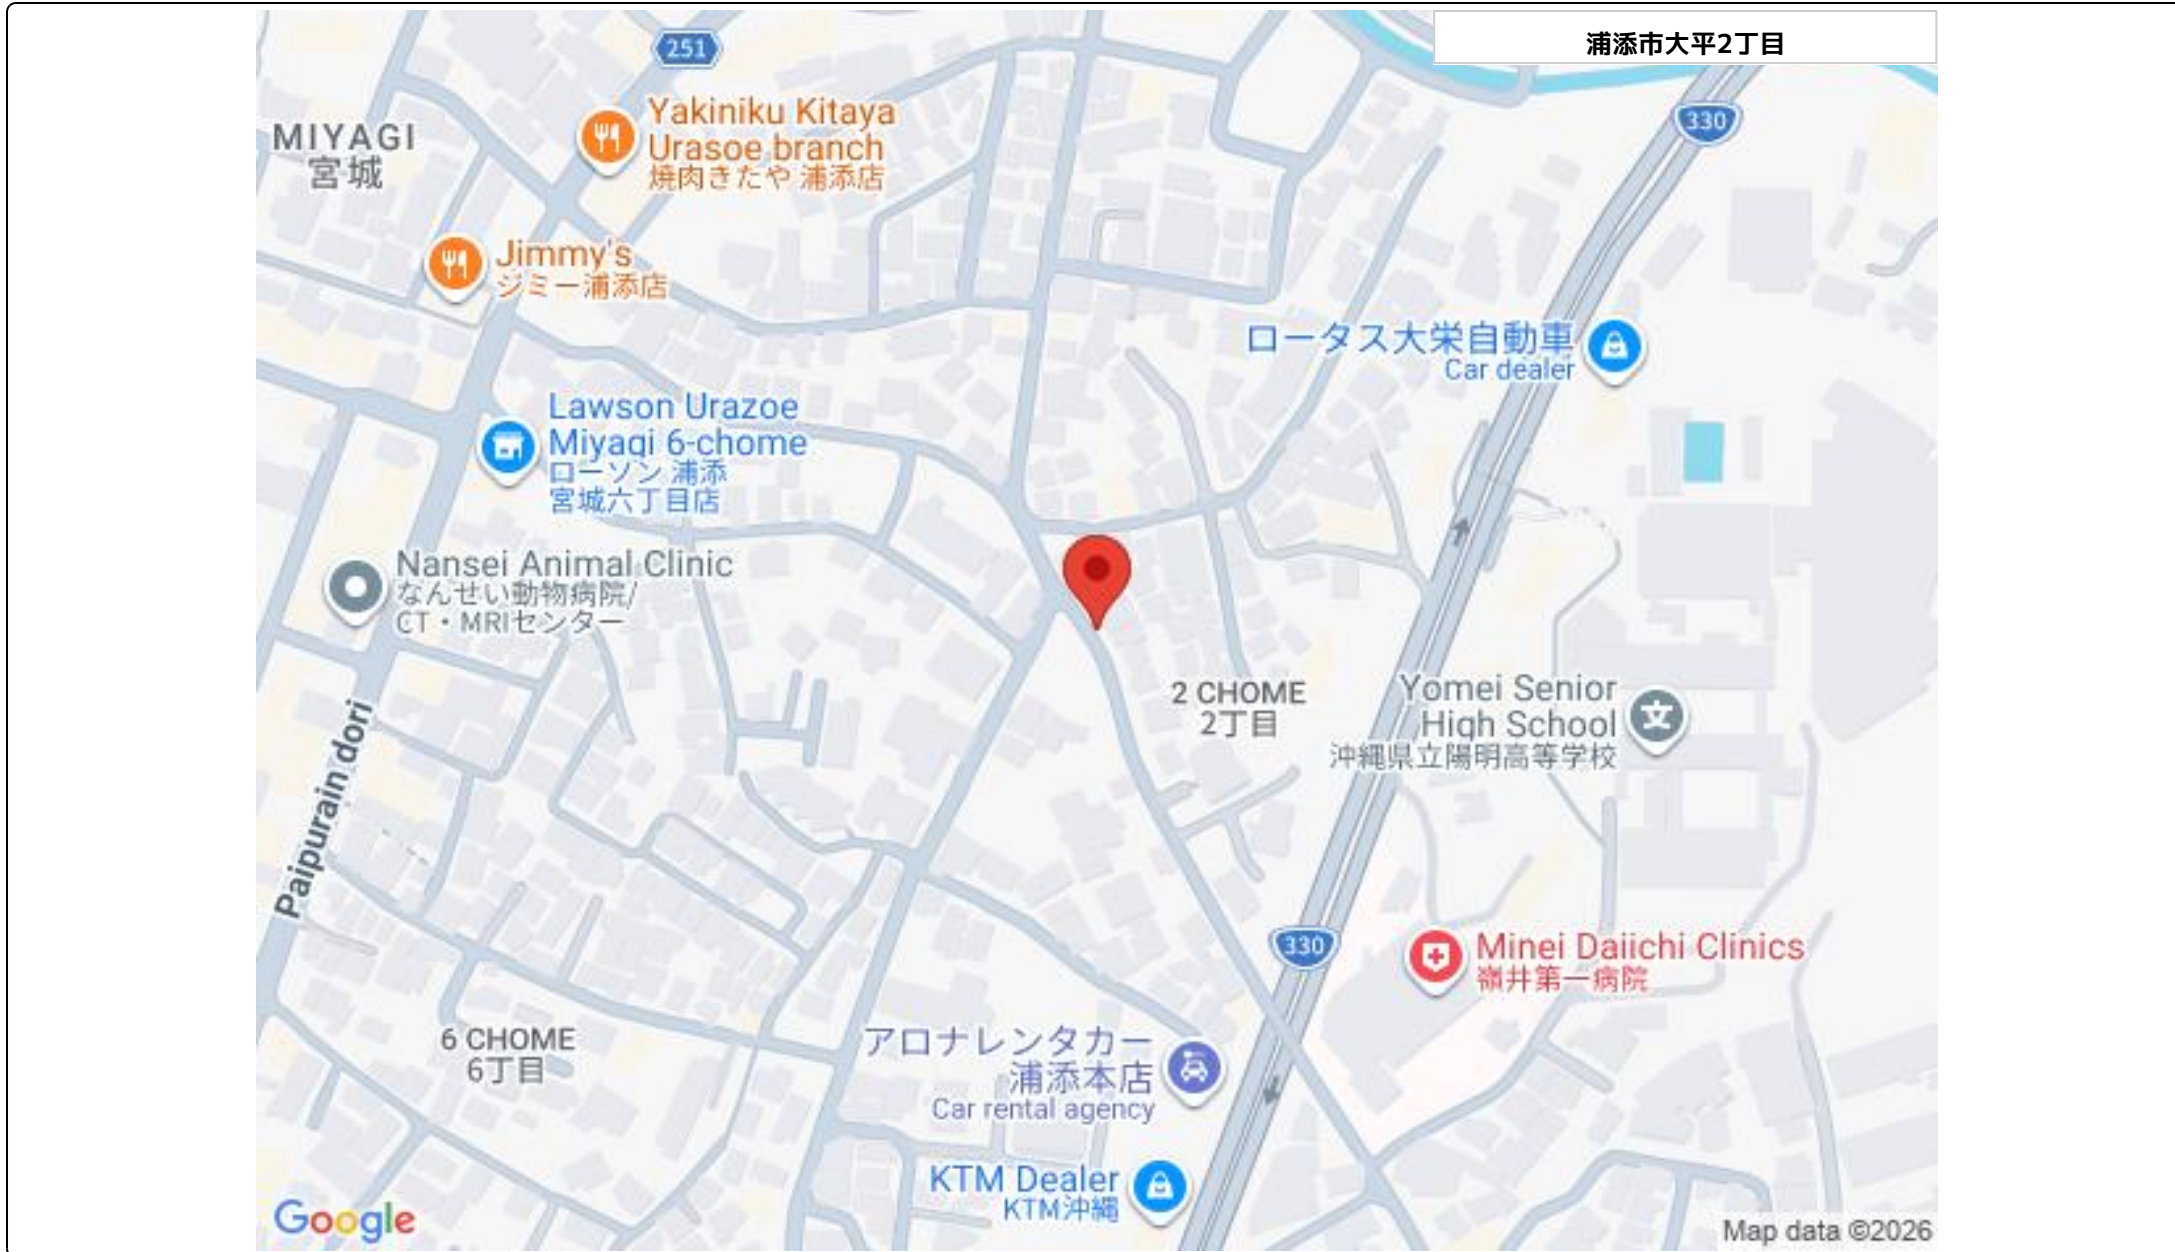 浦添市大平2丁目
251
330
Yakiniku Kitaya
Urasoe branch
焼肉きたや 浦添店
MIYAGI
宮城
Jimmy's
ジミー浦添店
ロータス大栄自動車
Car dealer
Lawson Urazoe
Miyagi 6-chome
ローソン 浦添
宮城六丁目店
Nansei Animal Clinic
なんせい動物病院/
CT・MRIセンター
2 CHOME
2丁目
Yomei Senior
High School
沖縄県立陽明高等学校
文
Paipurain dori
330
Minei Daiichi Clinics
嶺井第一病院
6 CHOME
6丁目
アロナレンタカー
浦添本店
Car rental agency
KTM Dealer
KTM沖縄
Google
Map data ©2026